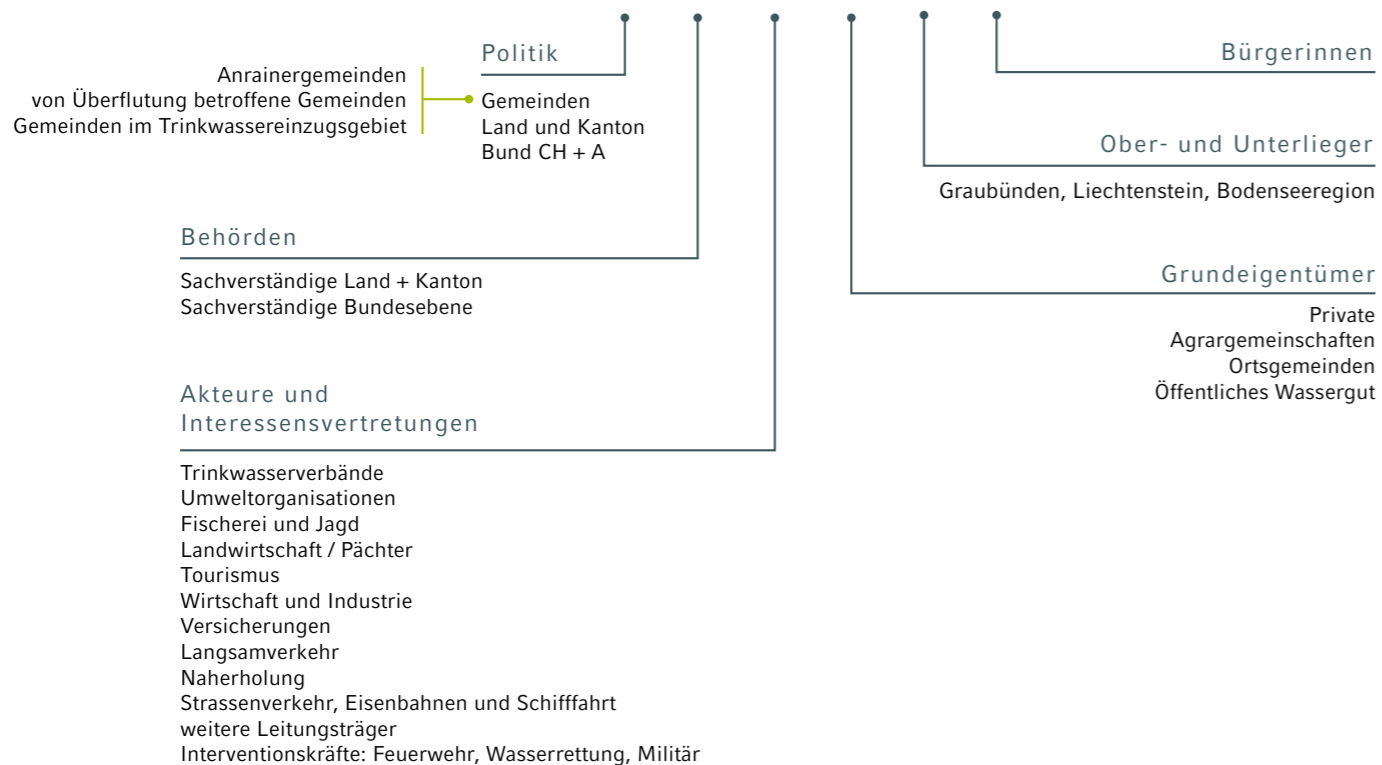 Politik
Anrainergemeinden
von Überflutung betroffene Gemeinden
Gemeinden im Trinkwassereinzugsgebiet
Gemeinden
Land und Kanton
Bund CH + A
Behörden
Sachverständige Land + Kanton
Sachverständige Bundesebene
Akteure und
Interessensvertretungen
Trinkwasserverbände
Umweltorganisationen
Fischerei und Jagd
Landwirtschaft / Pächter
Tourismus
Wirtschaft und Industrie
Versicherungen
Langsamverkehr
Naherholung
Strassenverkehr, Eisenbahnen und Schifffahrt
weitere Leitungsträger
Interventionskräfte: Feuerwehr, Wasserrettung, Militär
Bürgerinnen
Ober- und Unterlieger
Graubünden, Liechtenstein, Bodenseeregion
Grundeigentümer
Private
Agrargemeinschaften
Ortsgemeinden
Öffentliches Wassergut